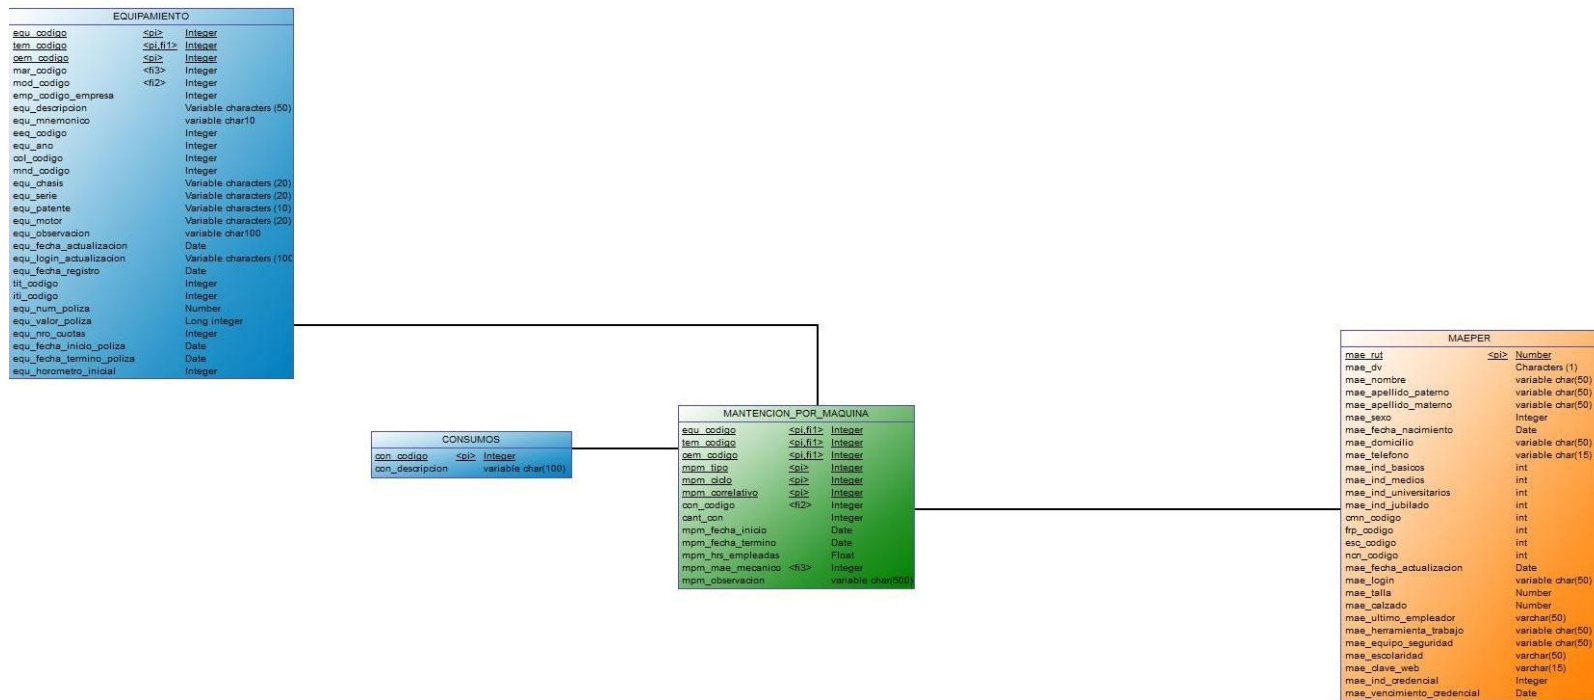 EQUIPAMIENTO
equ_codigo <pi> Integer
tem_codigo <pi,fi1> Integer
cem_codigo <pi> Integer
mar_codigo <fi3> Integer
mod_codigo <fi2> Integer
emp_codigo_empresa Integer
equ_descripcion Variable characters (50)
equ_mnemonico variable char10
eeq_codigo Integer
equ_ano Integer
col_codigo Integer
mnd_codigo Integer
equ_chasis Variable characters (20)
equ_serie Variable characters (20)
equ_patente Variable characters (10)
equ_motor Variable characters (20)
equ_observacion variable char100
equ_fecha_actualizacion Date
equ_login_actualizacion Variable characters (100
equ_fecha_registro Date
tit_codigo Integer
iti_codigo Integer
equ_num_poliza Number
equ_valor_poliza Long integer
equ_nro_cuotas Integer
equ_fecha_inicio_poliza Date
equ_fecha_termino_poliza Date
equ_horometro_inicial Integer
CONSUMOS
con_codigo <pi> Integer
con_descripcion variable char(100)
MANTENCION_POR_MAQUINA
equ_codigo <pi,fi1> Integer
tem_codigo <pi,fi1> Integer
cem_codigo <pi,fi1> Integer
mpm_tipo <pi> Integer
mpm_ciclo <pi> Integer
mpm_correlativo <pi> Integer
con_codigo <fi2> Integer
cant_con Integer
mpm_fecha_inicio Date
mpm_fecha_termino Date
mpm_hrs_empleadas Float
mpm_mae_mecanico <fi3> Integer
mpm_observacion variable char(500)
MAEPER
mae_rut <pi> Number
mae_dv Characters (1)
mae_nombre variable char(50)
mae_apellido_paterno variable char(50)
mae_apellido_materno variable char(50)
mae_sexo Integer
mae_fecha_nacimiento Date
mae_domicilio variable char(50)
mae_telefono variable char(15)
mae_ind_basicos int
mae_ind_medios int
mae_ind_universitarios int
mae_ind_jubilado int
cmn_codigo int
frp_codigo int
esc_codigo int
ncn_codigo int
mae_fecha_actualizacion Date
mae_login variable char(50)
mae_talla Number
mae_calzado Number
mae_ultimo_empleador varchar(50)
mae_herramienta_trabajo variable char(50)
mae_equipo_seguridad variable char(50)
mae_escolaridad varchar(50)
mae_clave_web varchar(15)
mae_ind_credencial Integer
mae_vencimiento_credencial Date